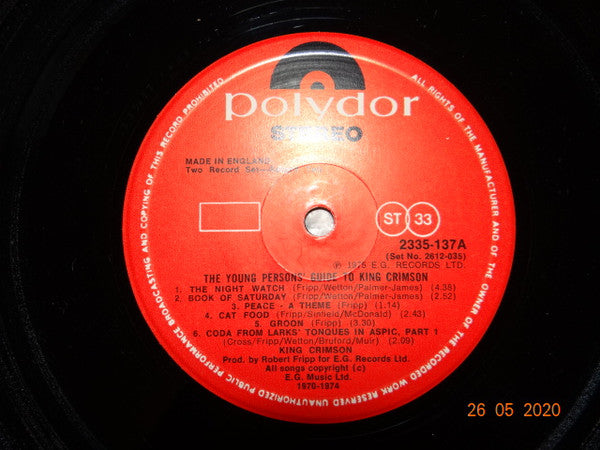 polydor
STEREO
MADE IN ENGLAND
Two Record Set
ST 33
2335-137A
(Set No. 2612-035)
℗ 1975 E.G. RECORDS LTD.
THE YOUNG PERSONS' GUIDE TO KING CRIMSON
1. THE NIGHT WATCH (Fripp/Wetton/Palmer-James) (4.38)
2. BOOK OF SATURDAY (Fripp/Wetton/Palmer-James) (2.52)
3. PEACE - A THEME (Fripp) (1.14)
4. CAT FOOD (Fripp/Sinfield/McDonald) (2:43)
5. GROON (Fripp) (3.30)
6. CODA FROM LARKS' TONGUES IN ASPIC, PART 1
(Cross/Fripp/Wetton/Bruford/Muir) (2.09)
KING CRIMSON
Prod. by Robert Fripp for E.G. Records Ltd.
All songs copyright (c)
E.G. Music Ltd.
1970-1974
ALL RIGHTS OF THE MANUFACTURER AND OF THE OWNER OF THE RECORDED WORK RESERVED UNAUTHORIZED PUBLIC PERFORMANCE BROADCASTING AND COPYING OF THIS RECORD PROHIBITED
26 05 2020